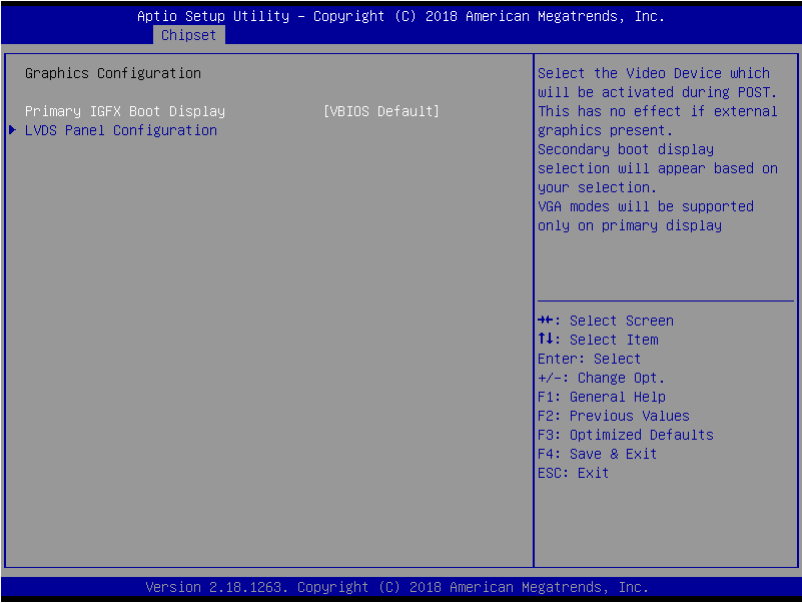 Aptio Setup Utility – Copyright (C) 2018 American Megatrends, Inc.
Chipset
Graphics Configuration
Primary IGFX Boot Display [VBIOS Default]
LVDS Panel Configuration
Select the Video Device which
will be activated during POST.
This has no effect if external
graphics present.
Secondary boot display
selection will appear based on
your selection.
VGA modes will be supported
only on primary display
→←: Select Screen
↑↓: Select Item
Enter: Select
+/-: Change Opt.
F1: General Help
F2: Previous Values
F3: Optimized Defaults
F4: Save & Exit
ESC: Exit
Version 2.18.1263. Copyright (C) 2018 American Megatrends, Inc.